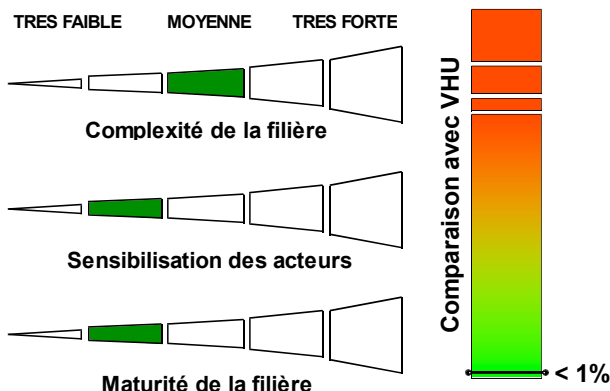 TRES FAIBLE MOYENNE TRES FORTE
Complexité de la filière
Sensibilisation des acteurs
Maturité de la filière
Comparaison avec VHU
< 1%